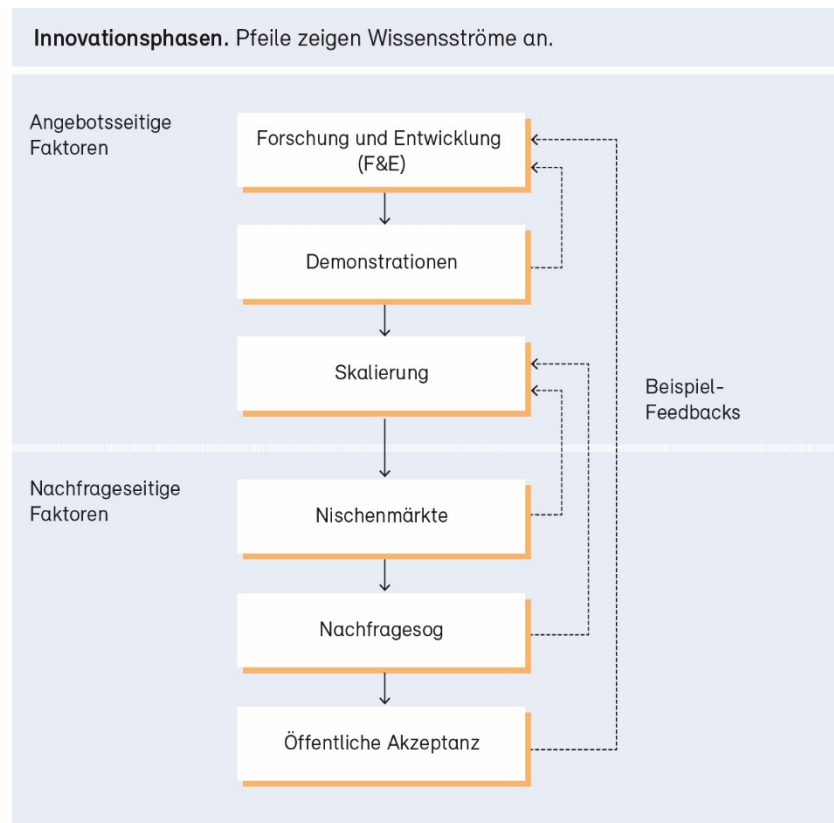 Innovationsphasen. Pfeile zeigen Wissensströme an.
Angebotsseitige
Faktoren
Forschung und Entwicklung
(F&E)
Demonstrationen
Skalierung
Beispiel-
Feedbacks
Nachfrageseitige
Faktoren
Nischenmärkte
Nachfragesog
Öffentliche Akzeptanz